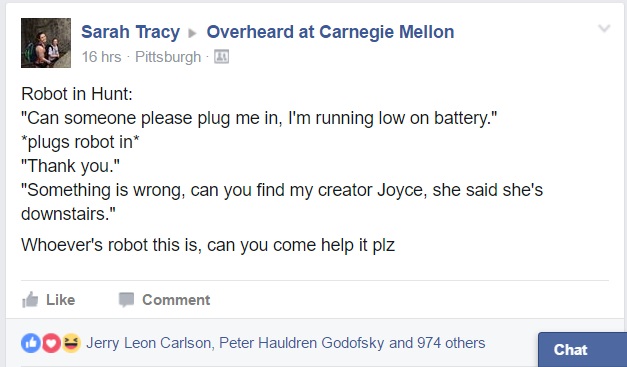 Sarah Tracy ▸ Overheard at Carnegie Mellon
16 hrs · Pittsburgh ·
Robot in Hunt:
"Can someone please plug me in, I'm running low on battery."
*plugs robot in*
"Thank you."
"Something is wrong, can you find my creator Joyce, she said she's
downstairs."
Whoever's robot this is, can you come help it plz
Like Comment
Jerry Leon Carlson, Peter Hauldren Godofsky and 974 others
Chat